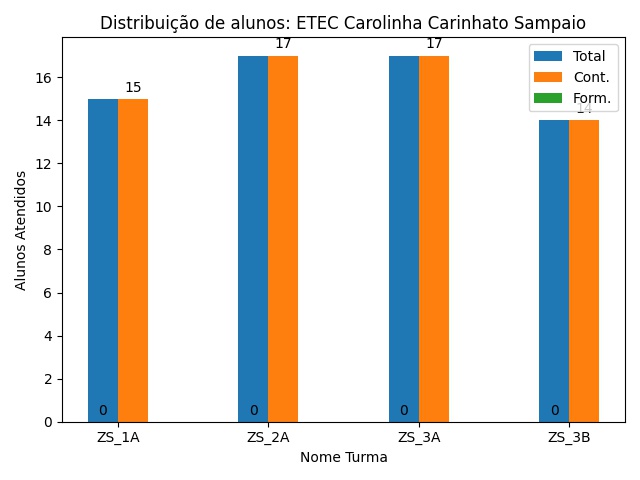 Distribuição de alunos: ETEC Carolinha Carinhato Sampaio
Total
Cont.
Form.
15
17
17
14
0
0
0
0
16
14
12
10
8
6
4
2
0
Alunos Atendidos
ZS_1A
ZS_2A
ZS_3A
ZS_3B
Nome Turma